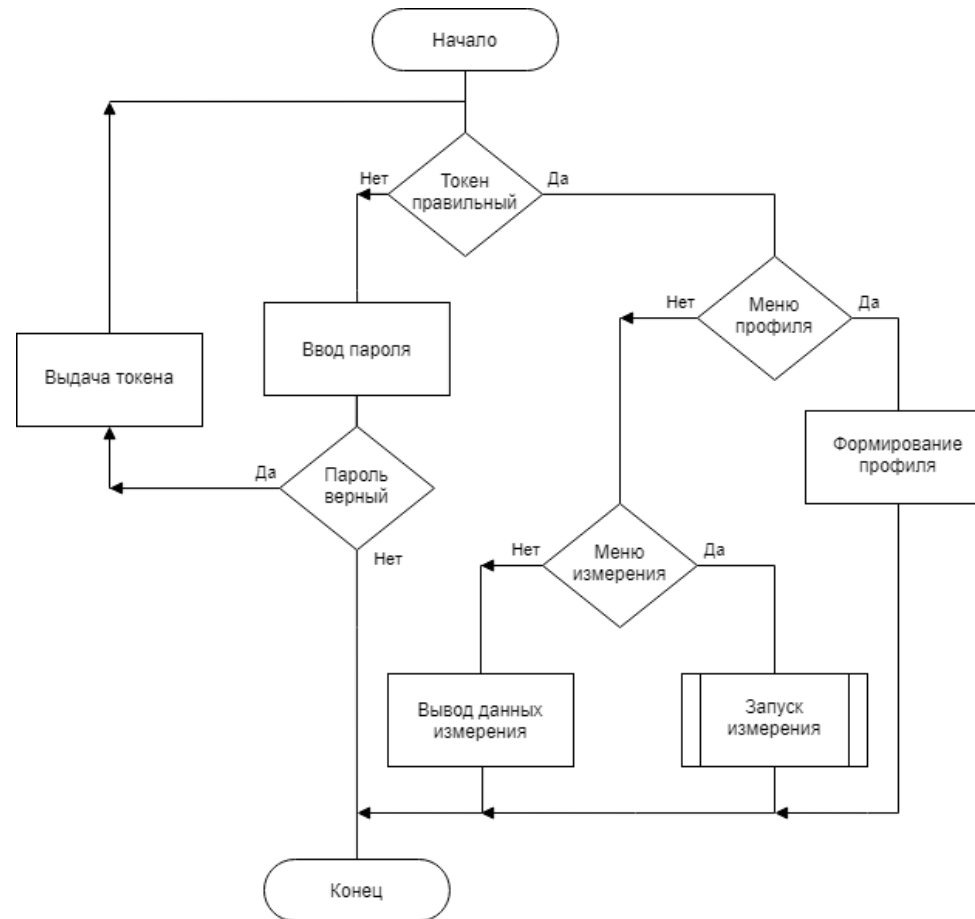 Начало
Нет
Токен
правильный
Да
Нет
Меню
профиля
Да
Ввод пароля
Выдача токена
Формирование
профиля
Да
Пароль
верный
Нет
Нет
Меню
измерения
Да
Вывод данных
измерения
Запуск
измерения
Конец